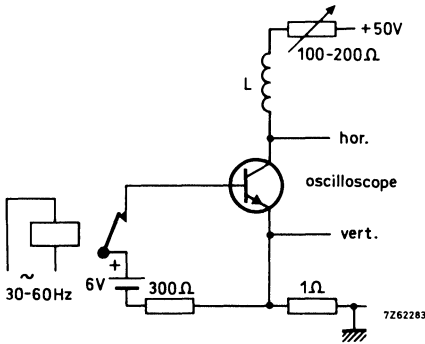 +50V
100-200Ω
L
hor.
oscilloscope
vert.
+
~
30-60Hz
6V
300Ω
1Ω
7Z62283